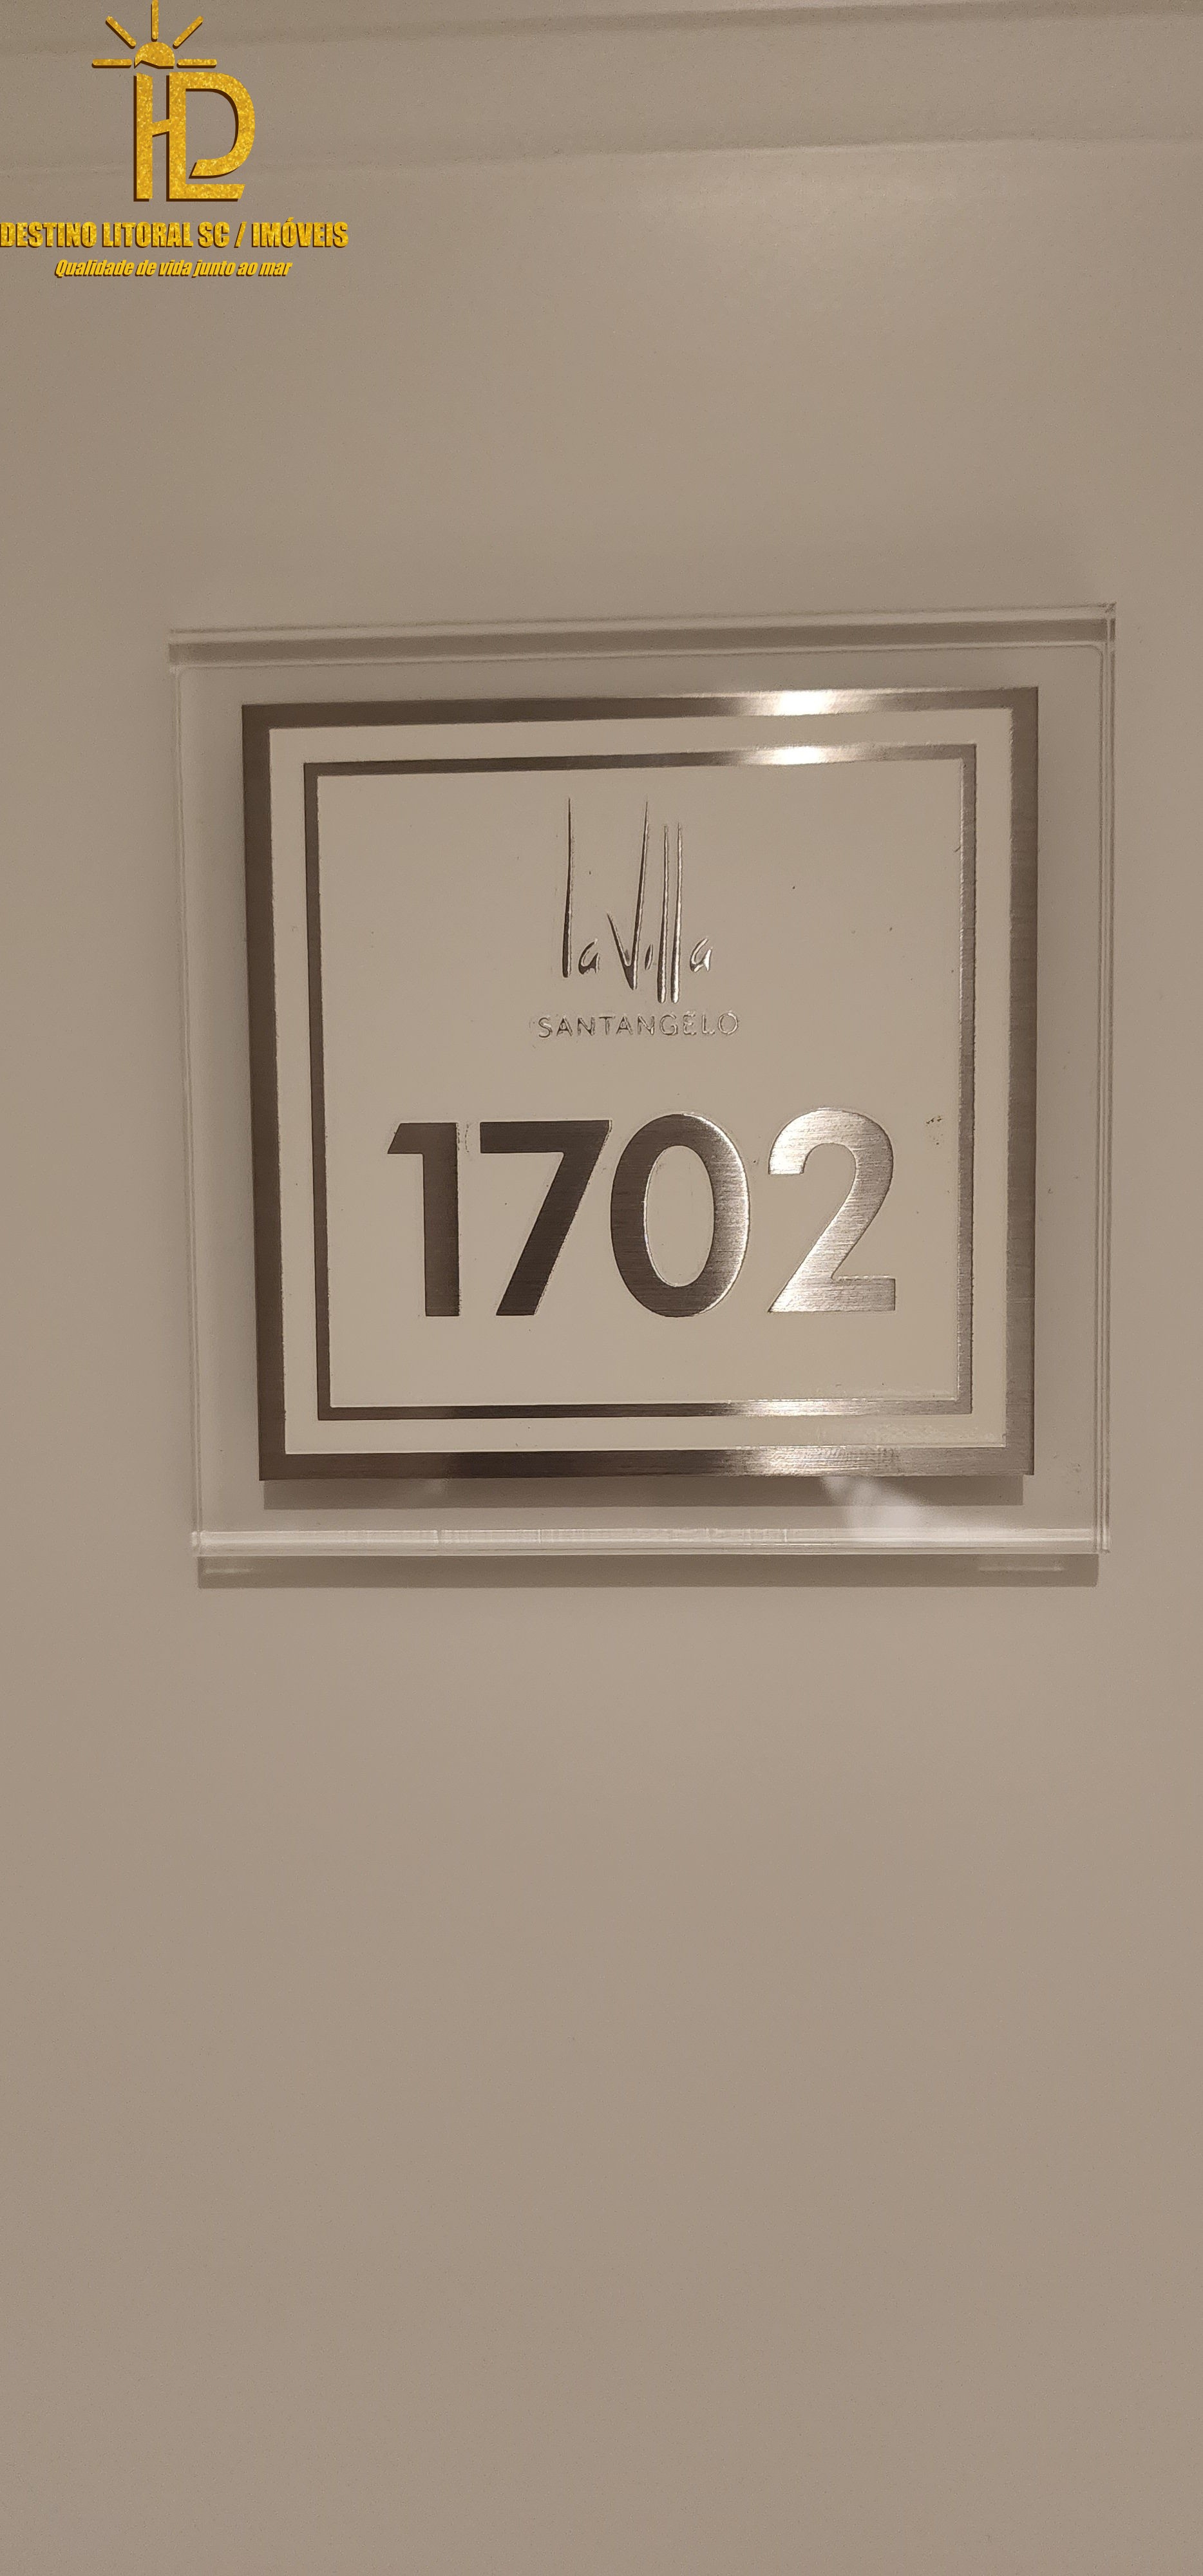 DESTINO LITORAL SC / IMÓVEIS
Qualidade de vida junto ao mar
la Villa
SANTANGELO
1702